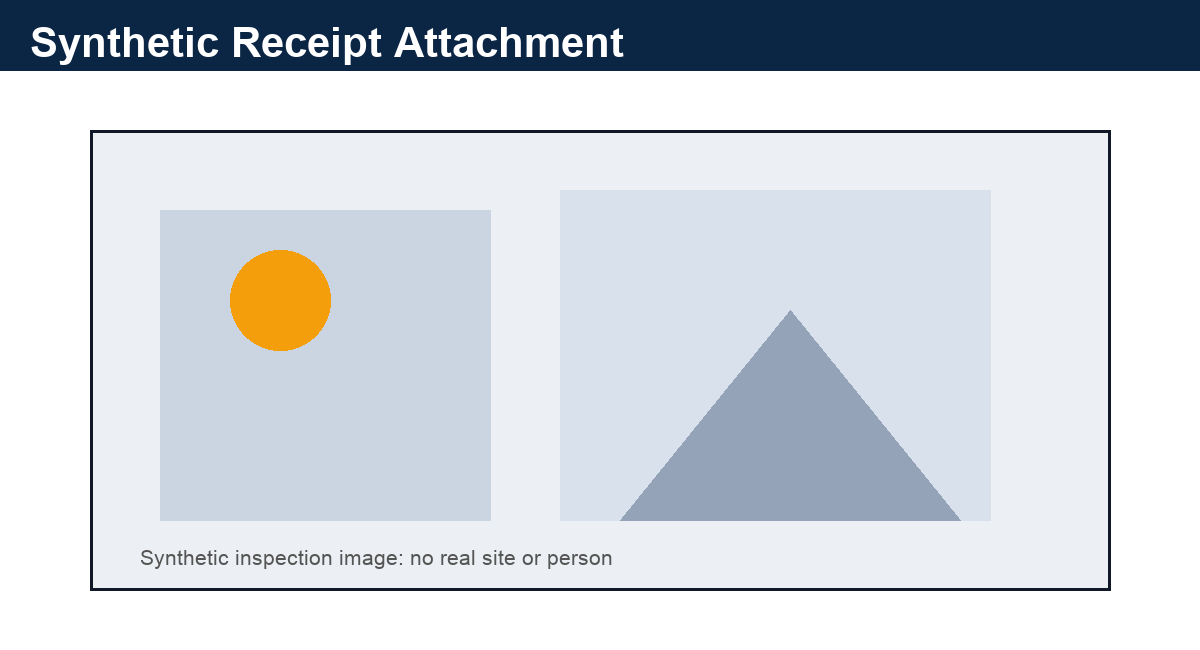 Synthetic Receipt Attachment
Synthetic inspection image: no real site or person